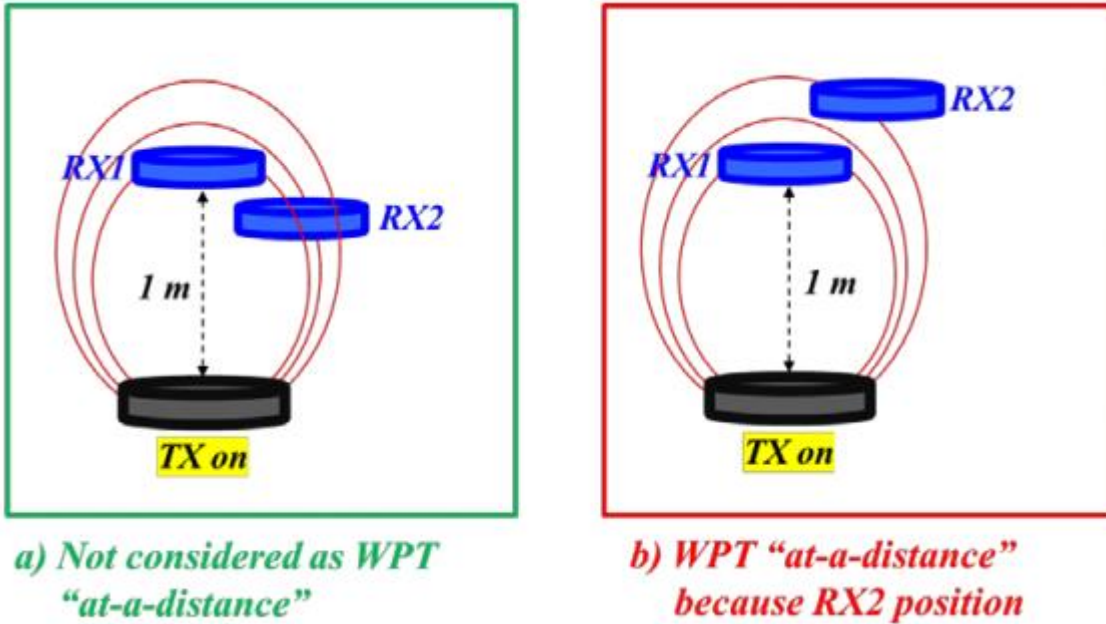 RX1
RX2
1 m
TX on
a) Not considered as WPT
“at-a-distance”
RX2
RX1
1 m
TX on
b) WPT “at-a-distance”
because RX2 position